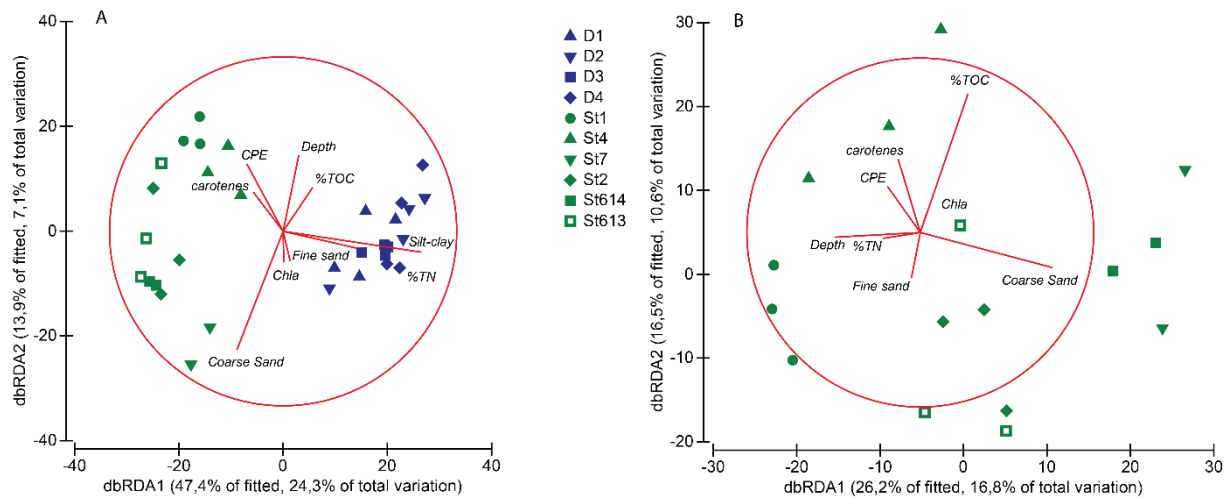 A
40
20
0
-20
-40
-40
-20
0
20
40
dbRDA2 (13,9% of fitted, 7,1% of total variation)
dbRDA1 (47,4% of fitted, 24,3% of total variation)
CPE
Depth
carotenes
%TOC
Silt-clay
Fine sand
%TN
Chla
Coarse Sand
D1
D2
D3
D4
St1
St4
St7
St2
St614
St613
B
30
20
10
0
-10
-20
-30
-20
-10
0
10
20
30
dbRDA2 (16,5% of fitted, 10,6% of total variation)
dbRDA1 (26,2% of fitted, 16,8% of total variation)
%TOC
carotenes
CPE
Chla
Depth
%TN
Fine sand
Coarse Sand